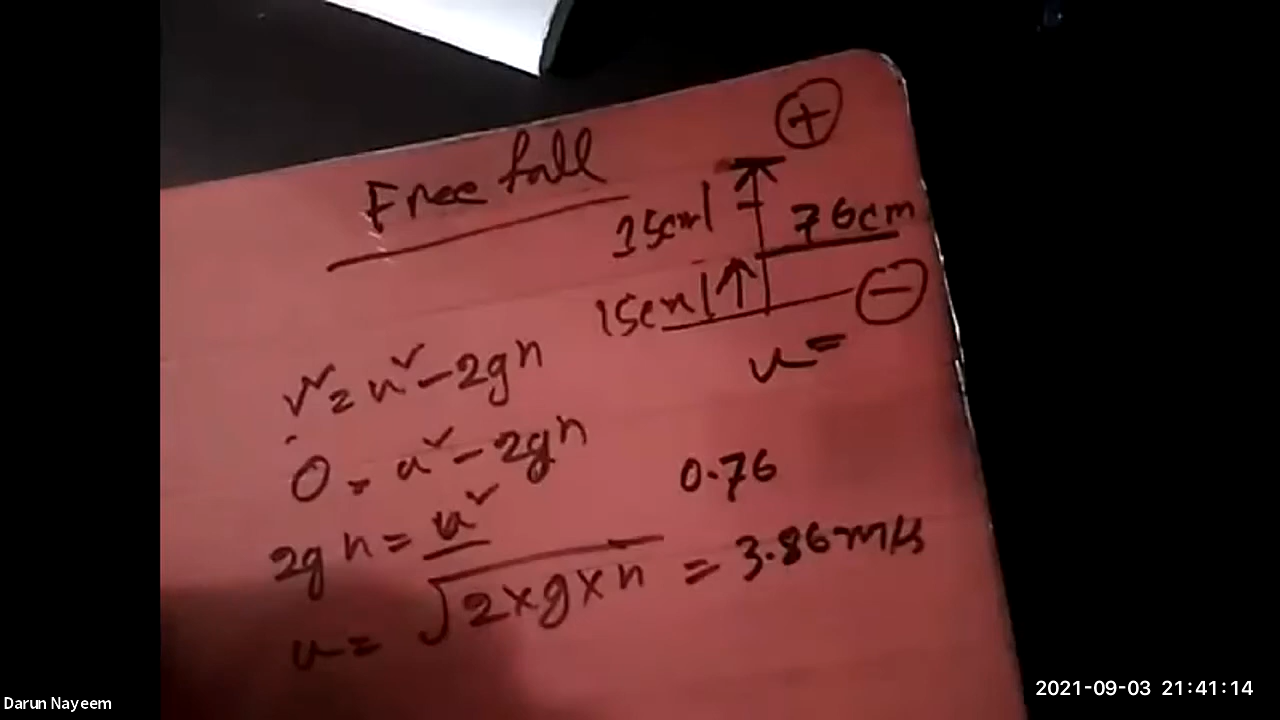 Free fall
+
15cm
76cm
15cm
−
u =
v² = u² − 2gh
0 = u² − 2gh
0.76
2gh = u²
u = √2×g×h = 3.86 m/s
Darun Nayeem
2021-09-03 21:41:14